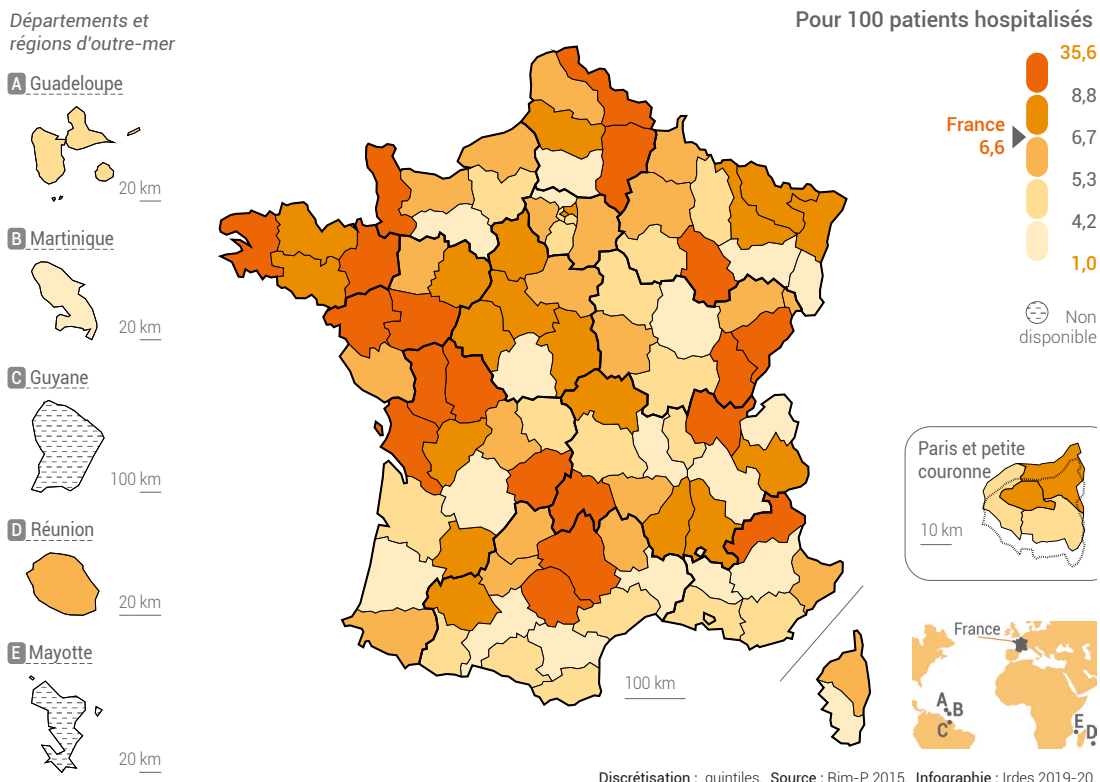 Départements et
régions d'outre-mer
A Guadeloupe
20 km
B Martinique
20 km
C Guyane
100 km
D Réunion
20 km
E Mayotte
20 km
Pour 100 patients hospitalisés
35,6
8,8
6,7
5,3
4,2
1,0
France
6,6
Non
disponible
Paris et petite
couronne
10 km
100 km
France
A
B
C
E
D
Discrétisation : quintiles. Source : Bim-P 2015. Infographie : Irdes 2019-20.